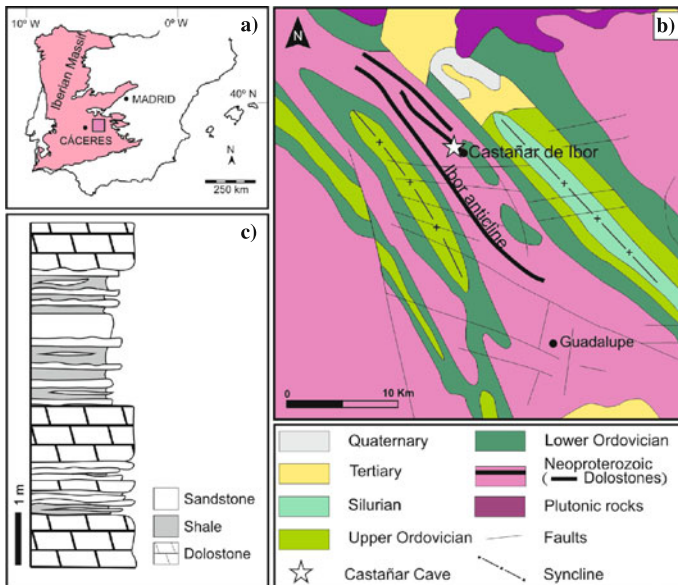 a)
10° W
0° W
Iberian Massif
MADRID
40° N
CÁCERES
N
250 km
b)
N
Castañar de Ibor
Ibor anticline
Guadalupe
0
10 Km
c)
1 m
Sandstone
Shale
Dolostone
Quaternary
Tertiary
Silurian
Upper Ordovician
Castañar Cave
Lower Ordovician
Neoproterozoic
( Dolostones)
Plutonic rocks
Faults
Syncline